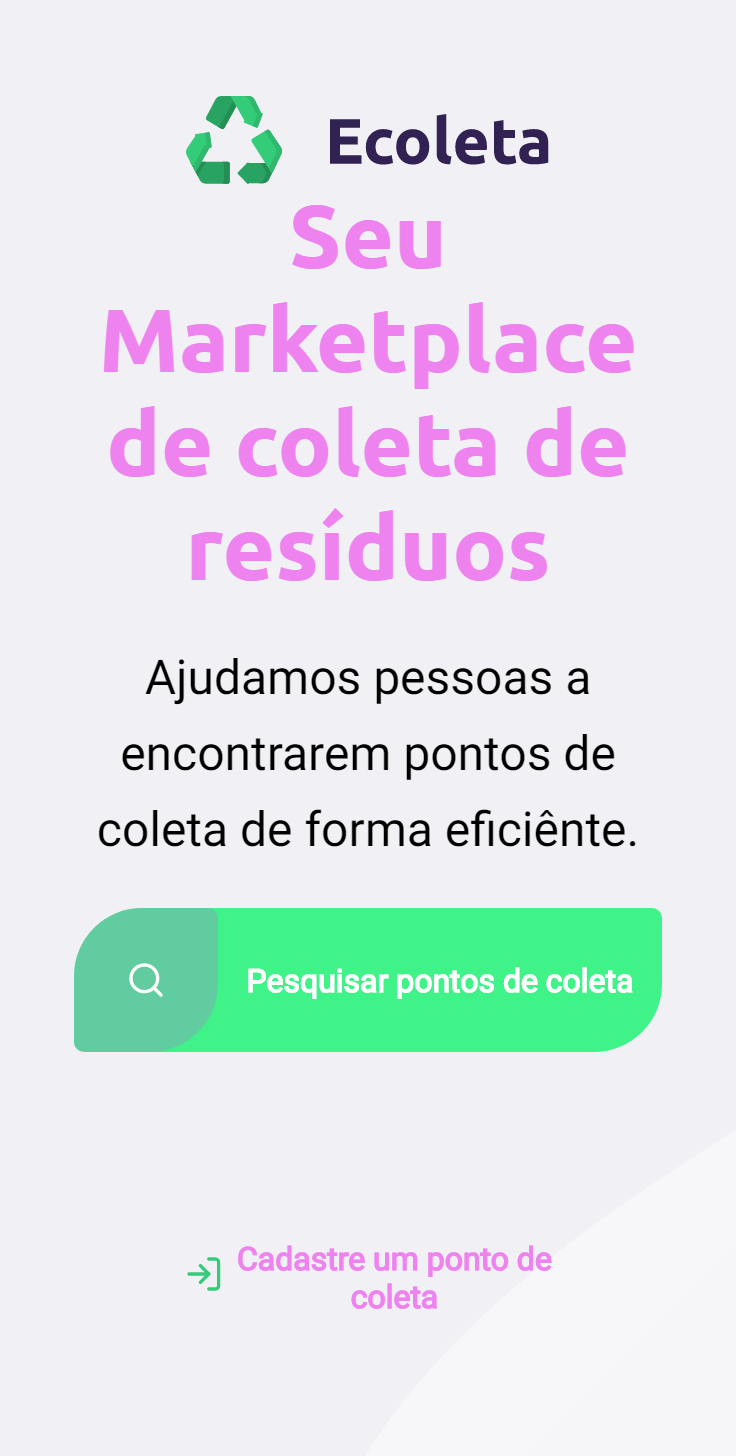 Ecoleta
Seu
Marketplace
de coleta de
resíduos
Ajudamos pessoas a
encontrarem pontos de
coleta de forma eficiênte.
Pesquisar pontos de coleta
Cadastre um ponto de
coleta